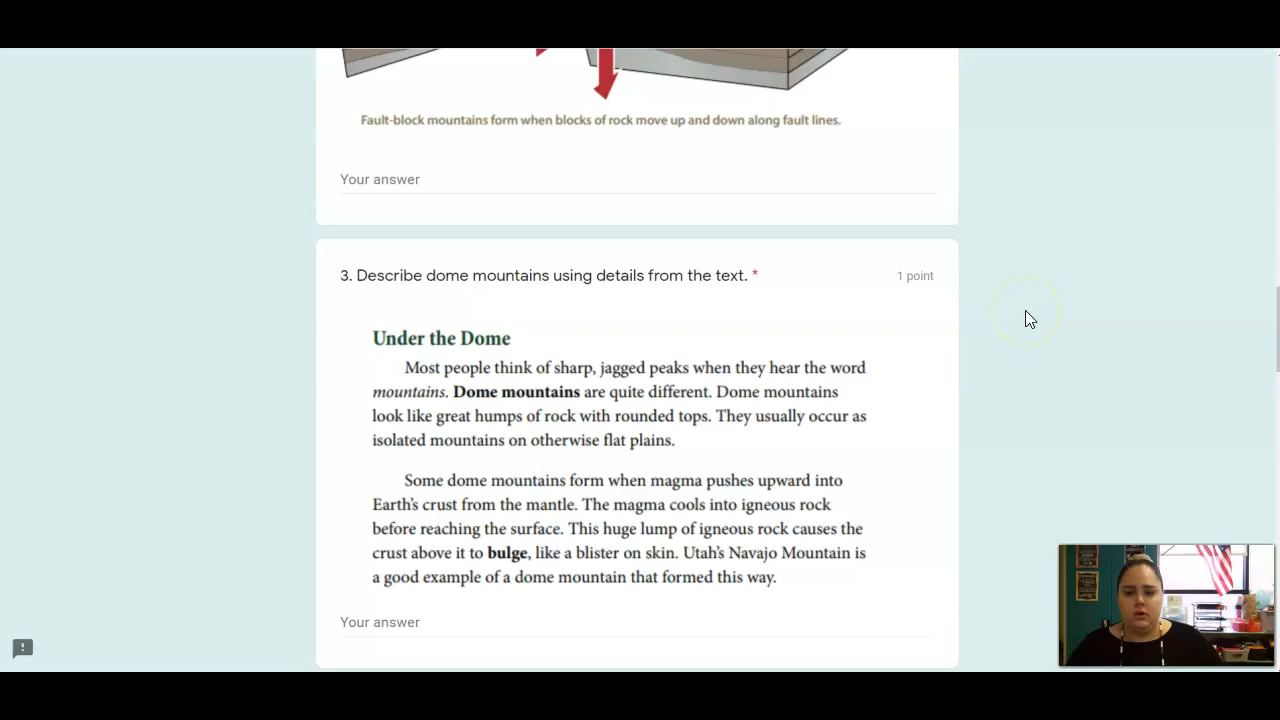 Fault-block mountains form when blocks of rock move up and down along fault lines.
Your answer
3. Describe dome mountains using details from the text. *
1 point
Under the Dome
Most people think of sharp, jagged peaks when they hear the word
mountains. Dome mountains are quite different. Dome mountains
look like great humps of rock with rounded tops. They usually occur as
isolated mountains on otherwise flat plains.
Some dome mountains form when magma pushes upward into
Earth's crust from the mantle. The magma cools into igneous rock
before reaching the surface. This huge lump of igneous rock causes the
crust above it to bulge, like a blister on skin. Utah's Navajo Mountain is
a good example of a dome mountain that formed this way.
Your answer